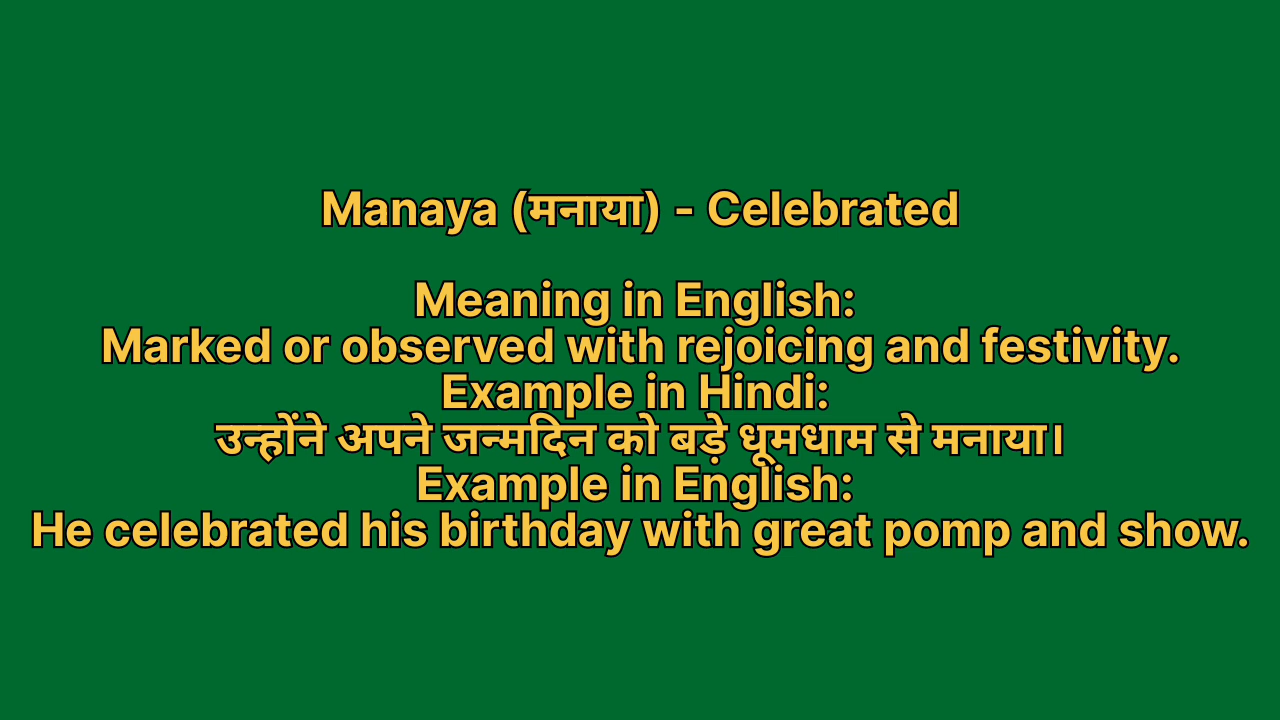 Manaya (मनाया) - Celebrated
Meaning in English:
Marked or observed with rejoicing and festivity.
Example in Hindi:
उन्होंने अपने जन्मदिन को बड़े धूमधाम से मनाया।
Example in English:
He celebrated his birthday with great pomp and show.